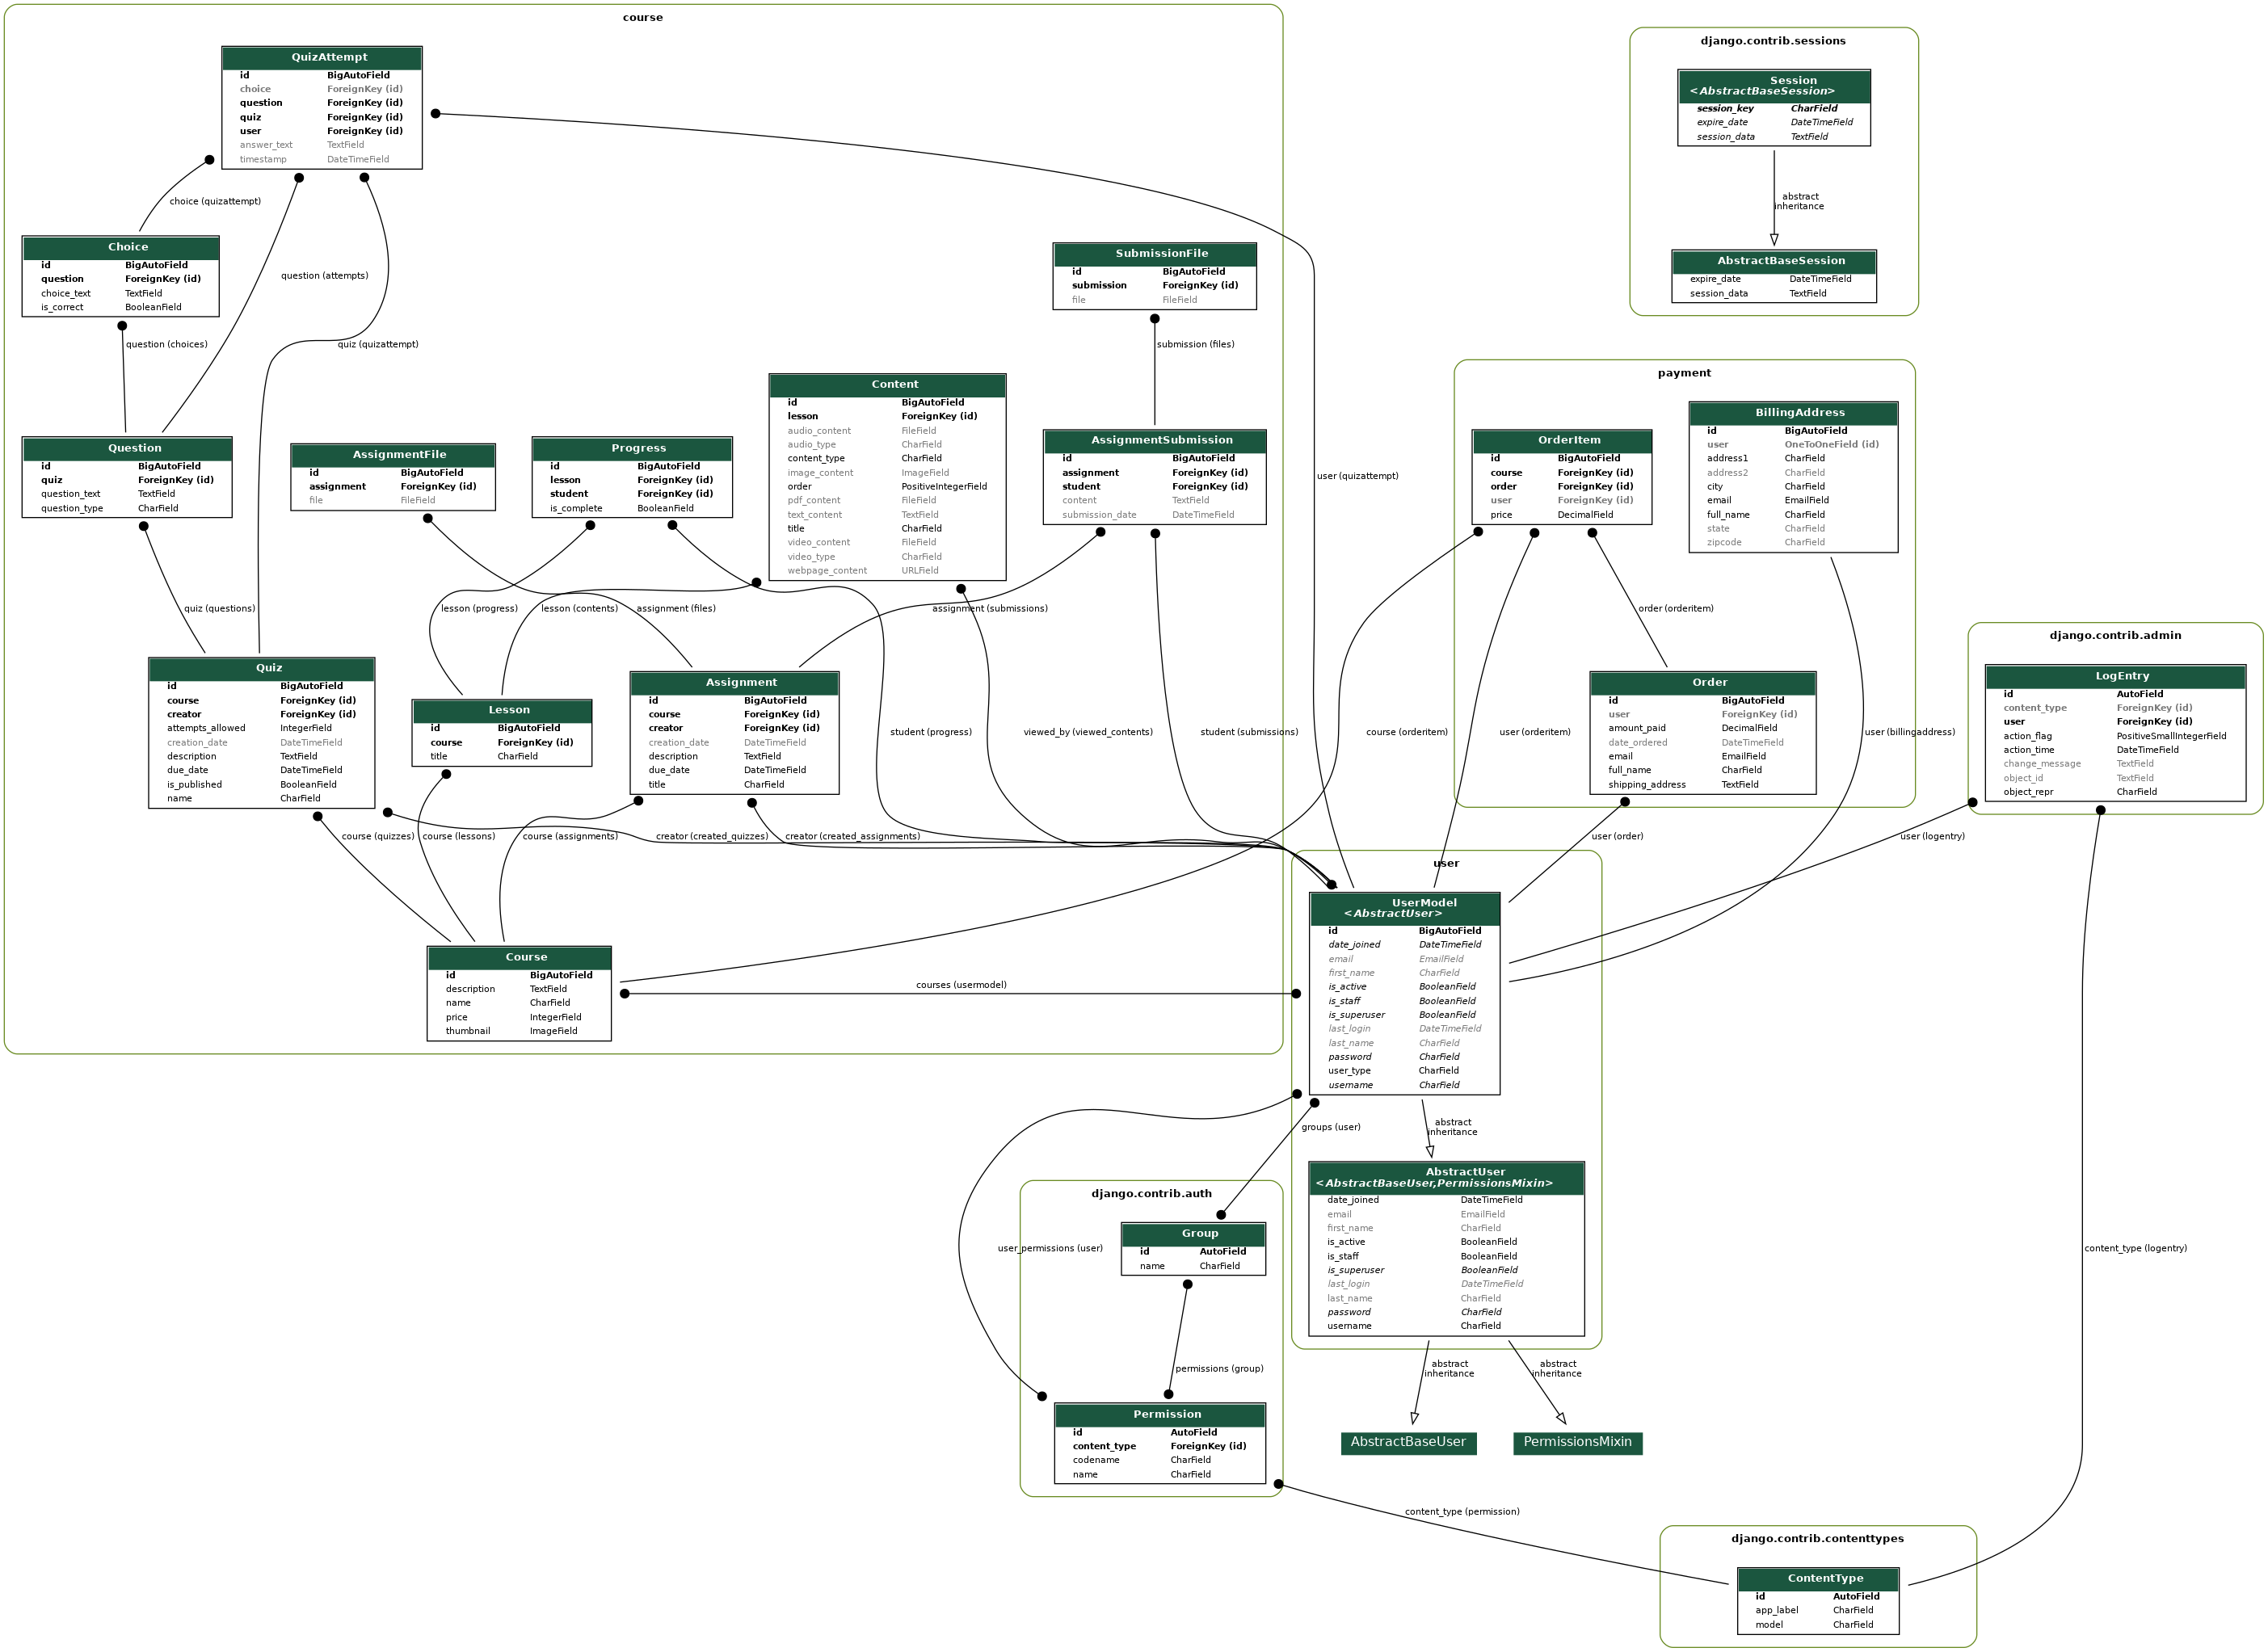 course
QuizAttempt
id BigAutoField
choice ForeignKey (id)
question ForeignKey (id)
quiz ForeignKey (id)
user ForeignKey (id)
answer_text TextField
timestamp DateTimeField
choice (quizattempt)
question (attempts)
quiz (quizattempt)
user (quizattempt)
Choice
id BigAutoField
question ForeignKey (id)
choice_text TextField
is_correct BooleanField
question (choices)
SubmissionFile
id BigAutoField
submission ForeignKey (id)
file FileField
submission (files)
Question
id BigAutoField
quiz ForeignKey (id)
question_text TextField
question_type CharField
quiz (questions)
AssignmentFile
id BigAutoField
assignment ForeignKey (id)
file FileField
assignment (files)
Progress
id BigAutoField
lesson ForeignKey (id)
student ForeignKey (id)
is_complete BooleanField
lesson (progress)
student (progress)
Content
id BigAutoField
lesson ForeignKey (id)
audio_content FileField
audio_type CharField
content_type CharField
image_content ImageField
order PositiveIntegerField
pdf_content FileField
text_content TextField
title CharField
video_content FileField
video_type CharField
webpage_content URLField
lesson (contents)
viewed_by (viewed_contents)
AssignmentSubmission
id BigAutoField
assignment ForeignKey (id)
student ForeignKey (id)
content TextField
submission_date DateTimeField
assignment (submissions)
student (submissions)
Quiz
id BigAutoField
course ForeignKey (id)
creator ForeignKey (id)
attempts_allowed IntegerField
creation_date DateTimeField
description TextField
due_date DateTimeField
is_published BooleanField
name CharField
course (quizzes)
creator (created_quizzes)
Lesson
id BigAutoField
course ForeignKey (id)
title CharField
course (lessons)
Assignment
id BigAutoField
course ForeignKey (id)
creator ForeignKey (id)
creation_date DateTimeField
description TextField
due_date DateTimeField
title CharField
course (assignments)
creator (created_assignments)
Course
id BigAutoField
description TextField
name CharField
price IntegerField
thumbnail ImageField
courses (usermodel)
django.contrib.sessions
Session
<AbstractBaseSession>
session_key CharField
expire_date DateTimeField
session_data TextField
abstract
inheritance
AbstractBaseSession
expire_date DateTimeField
session_data TextField
payment
OrderItem
id BigAutoField
course ForeignKey (id)
order ForeignKey (id)
user ForeignKey (id)
price DecimalField
course (orderitem)
user (orderitem)
order (orderitem)
BillingAddress
id BigAutoField
user OneToOneField (id)
address1 CharField
address2 CharField
city CharField
email EmailField
full_name CharField
state CharField
zipcode CharField
user (billingaddress)
Order
id BigAutoField
user ForeignKey (id)
amount_paid DecimalField
date_ordered DateTimeField
email EmailField
full_name CharField
shipping_address TextField
user (order)
django.contrib.admin
LogEntry
id AutoField
content_type ForeignKey (id)
user ForeignKey (id)
action_flag PositiveSmallIntegerField
action_time DateTimeField
change_message TextField
object_id TextField
object_repr CharField
user (logentry)
content_type (logentry)
user
UserModel
<AbstractUser>
id BigAutoField
date_joined DateTimeField
email EmailField
first_name CharField
is_active BooleanField
is_staff BooleanField
is_superuser BooleanField
last_login DateTimeField
last_name CharField
password CharField
user_type CharField
username CharField
abstract
inheritance
groups (user)
user_permissions (user)
AbstractUser
<AbstractBaseUser,PermissionsMixin>
date_joined DateTimeField
email EmailField
first_name CharField
is_active BooleanField
is_staff BooleanField
is_superuser BooleanField
last_login DateTimeField
last_name CharField
password CharField
username CharField
abstract
inheritance
abstract
inheritance
AbstractBaseUser
PermissionsMixin
django.contrib.auth
Group
id AutoField
name CharField
permissions (group)
Permission
id AutoField
content_type ForeignKey (id)
codename CharField
name CharField
content_type (permission)
django.contrib.contenttypes
ContentType
id AutoField
app_label CharField
model CharField